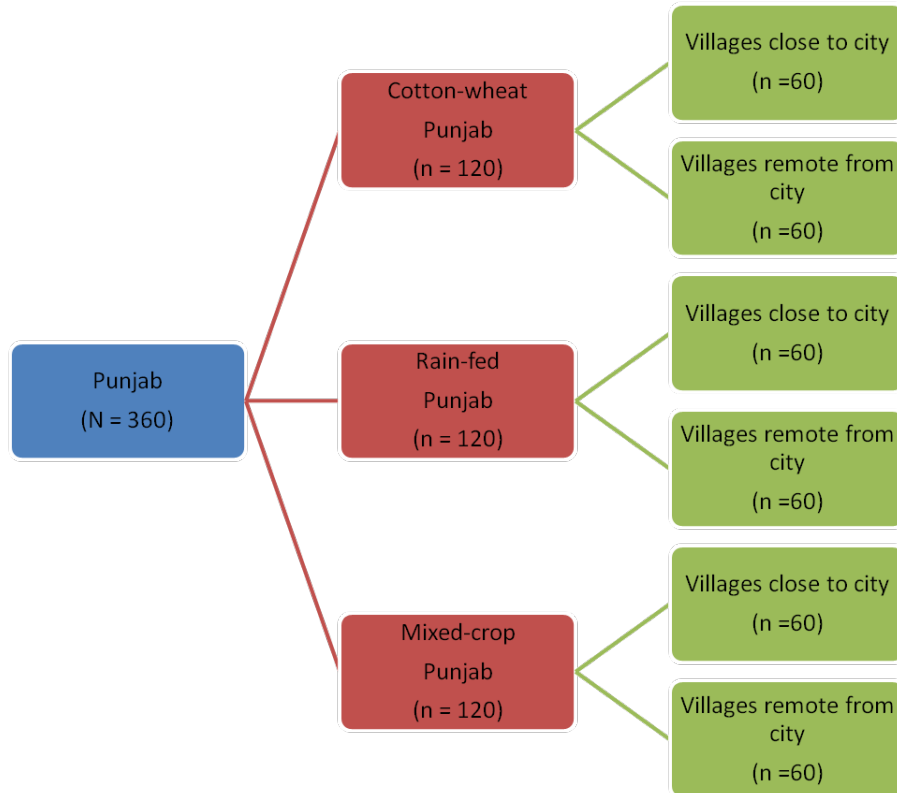 Punjab
(N = 360)
Cotton-wheat
Punjab
(n = 120)
Villages close to city
(n =60)
Villages remote from
city
(n =60)
Rain-fed
Punjab
(n = 120)
Villages close to city
(n =60)
Villages remote from
city
(n =60)
Mixed-crop
Punjab
(n = 120)
Villages close to city
(n =60)
Villages remote from
city
(n =60)